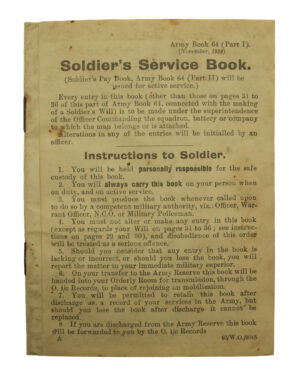 Army Book 64 (Part I).
(November, 1939)
Soldier's Service Book.
(Soldier's Pay Book, Army Book 64 (Part II) will be
issued for active service.)
Every entry in this book (other than those on pages 31 to
36 of this part of Army Book 64, connected with the making
of a Soldier's Will) is to be made under the superintendence
of the Officer Commanding the squadron, battery or company
to which the man belongs or is attached.
Alterations in any of the entries will be initialled by an
officer.
Instructions to Soldier.
1. You will be held personally responsible for the safe
custody of this book.
2. You will always carry this book on your person when
on duty, and on active service.
3. You must produce the book whenever called upon
to do so by a competent military authority, viz.: Officer, War-
rant Officer, N.C.O. or Military Policeman.
4. You must not alter or make any entry in this book
(except as regards your Will on pages 31 to 36; see instruc-
tions on pages 29 and 30), and disobedience of this order
will be treated as a serious offence.
5. Should you consider that any entry in the book is
lacking or incorrect, or should you lose the book, you will
report the matter to your immediate military superior.
6. On your transfer to the Army Reserve this book will be
handed into your Orderly Room for transmission, through the
O. i/c Records, to place of rejoining on mobilization.
7. You will be permitted to retain this book after
discharge as a record of your services in the Army, but
should you lose the book after discharge it cannot be
replaced.
8 If you are discharged from the Army Reserve this book
will be forwarded to you by the O. i/c Records